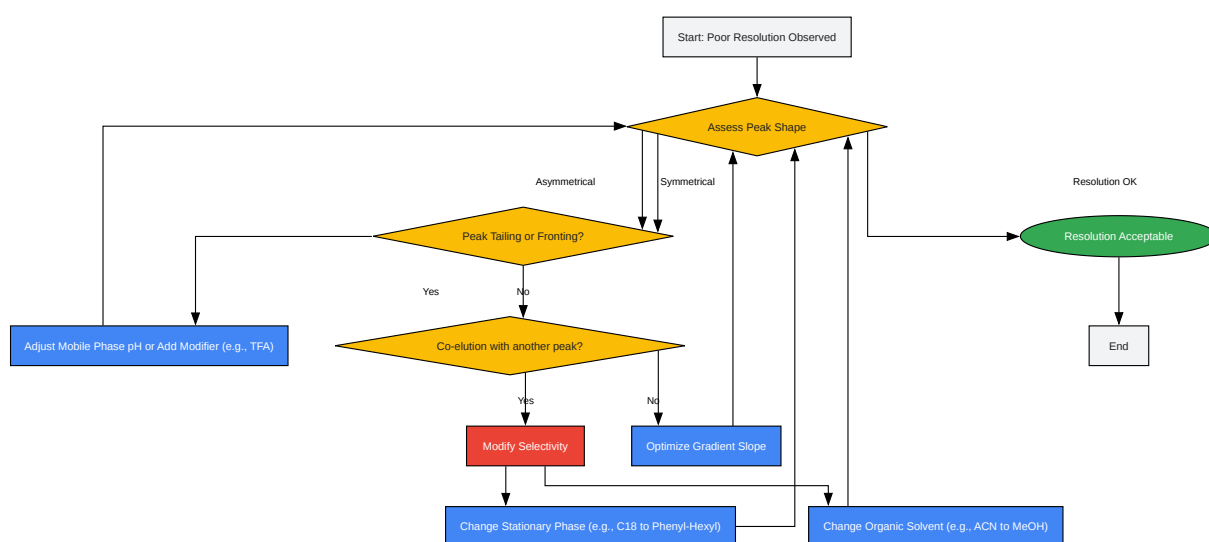 Start: Poor Resolution Observed
Assess Peak Shape
Asymmetrical
Symmetrical
Resolution OK
Peak Tailing or Fronting?
Resolution Acceptable
Yes
No
Adjust Mobile Phase pH or Add Modifier (e.g., TFA)
Co-elution with another peak?
End
Yes
No
Modify Selectivity
Optimize Gradient Slope
Change Stationary Phase (e.g., C18 to Phenyl-Hexyl)
Change Organic Solvent (e.g., ACN to MeOH)